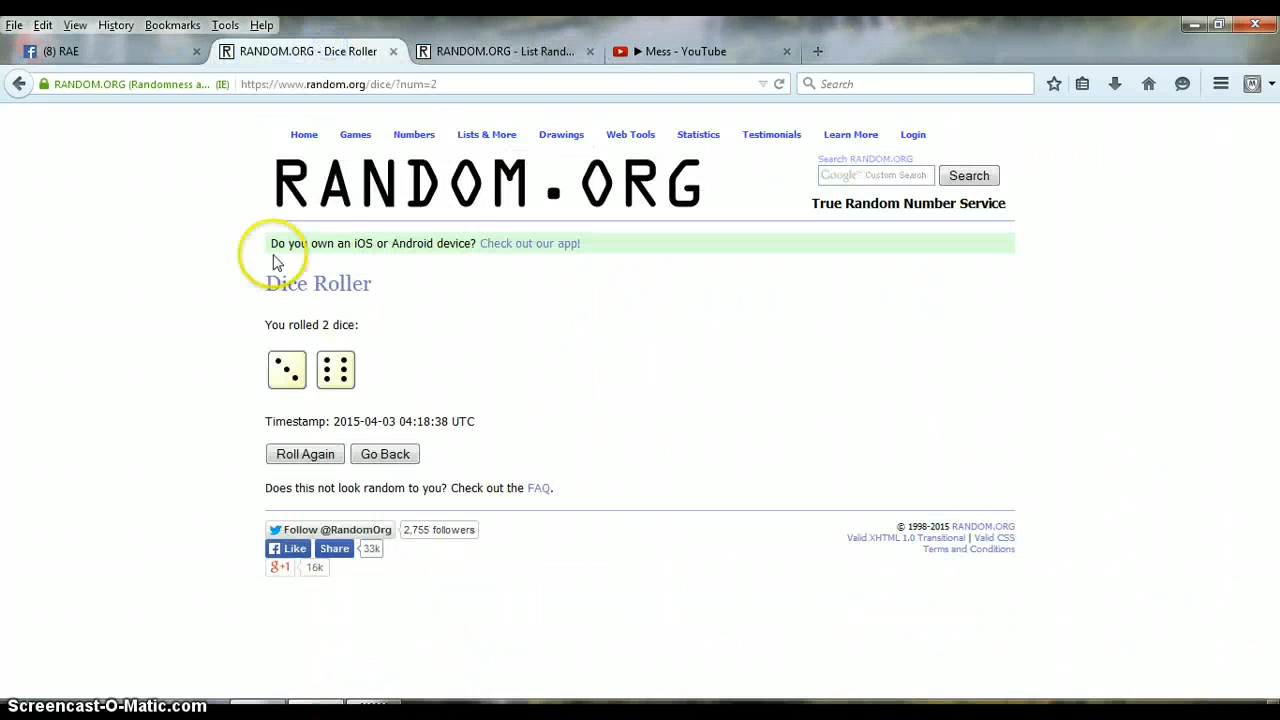 File Edit View History Bookmarks Tools Help
(8) RAE
RANDOM.ORG - Dice Roller
RANDOM.ORG - List Rand...
Mess - YouTube
RANDOM.ORG (Randomness a... (IE) https://www.random.org/dice/?num=2
Search
Home Games Numbers Lists & More Drawings Web Tools Statistics Testimonials Learn More Login
RANDOM.ORG
Search RANDOM.ORG
Google™ Custom Search
Search
True Random Number Service
Do you own an iOS or Android device? Check out our app!
Dice Roller
You rolled 2 dice:
Timestamp: 2015-04-03 04:18:38 UTC
Roll Again Go Back
Does this not look random to you? Check out the FAQ.
Follow @RandomOrg 2,755 followers
Like Share 33k
g+1 16k
© 1998-2015 RANDOM.ORG
Valid XHTML 1.0 Transitional | Valid CSS
Terms and Conditions
Screencast-O-Matic.com